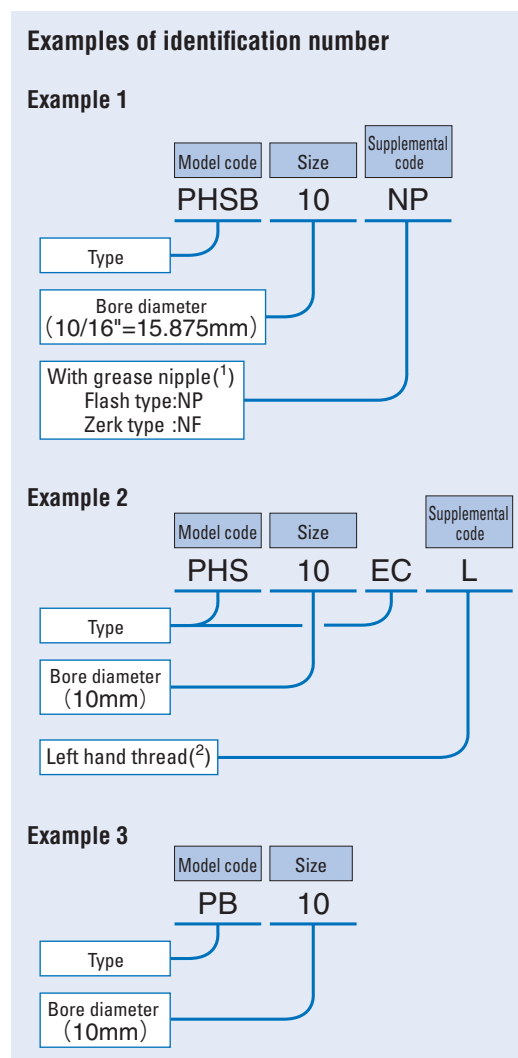 Examples of identification number
Example 1
Model code Size Supplemental code
PHSB 10 NP
Type
Bore diameter
(10/16"=15.875mm)
With grease nipple(1)
Flash type:NP
Zerk type :NF
Example 2
Model code Size Supplemental code
PHS 10 EC L
Type
Bore diameter
(10mm)
Left hand thread(2)
Example 3
Model code Size
PB 10
Type
Bore diameter
(10mm)